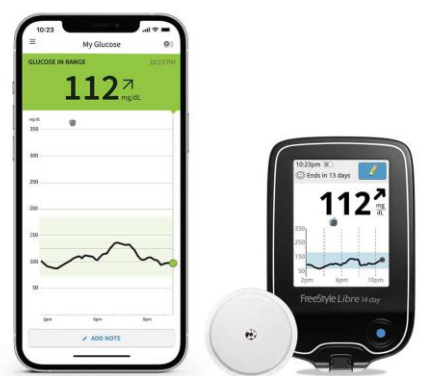 10:23
My Glucose
GLUCOSE IN RANGE 10:23 PM
112
mg/dL
mg/dL
350
300
250
200
150
100
50
2pm 6pm 8pm
ADD NOTE
10:23pm
Ends in 13 days
112
mg
dL
350
250
150
50
2pm 6pm 10pm
FreeStyle Libre 14 day